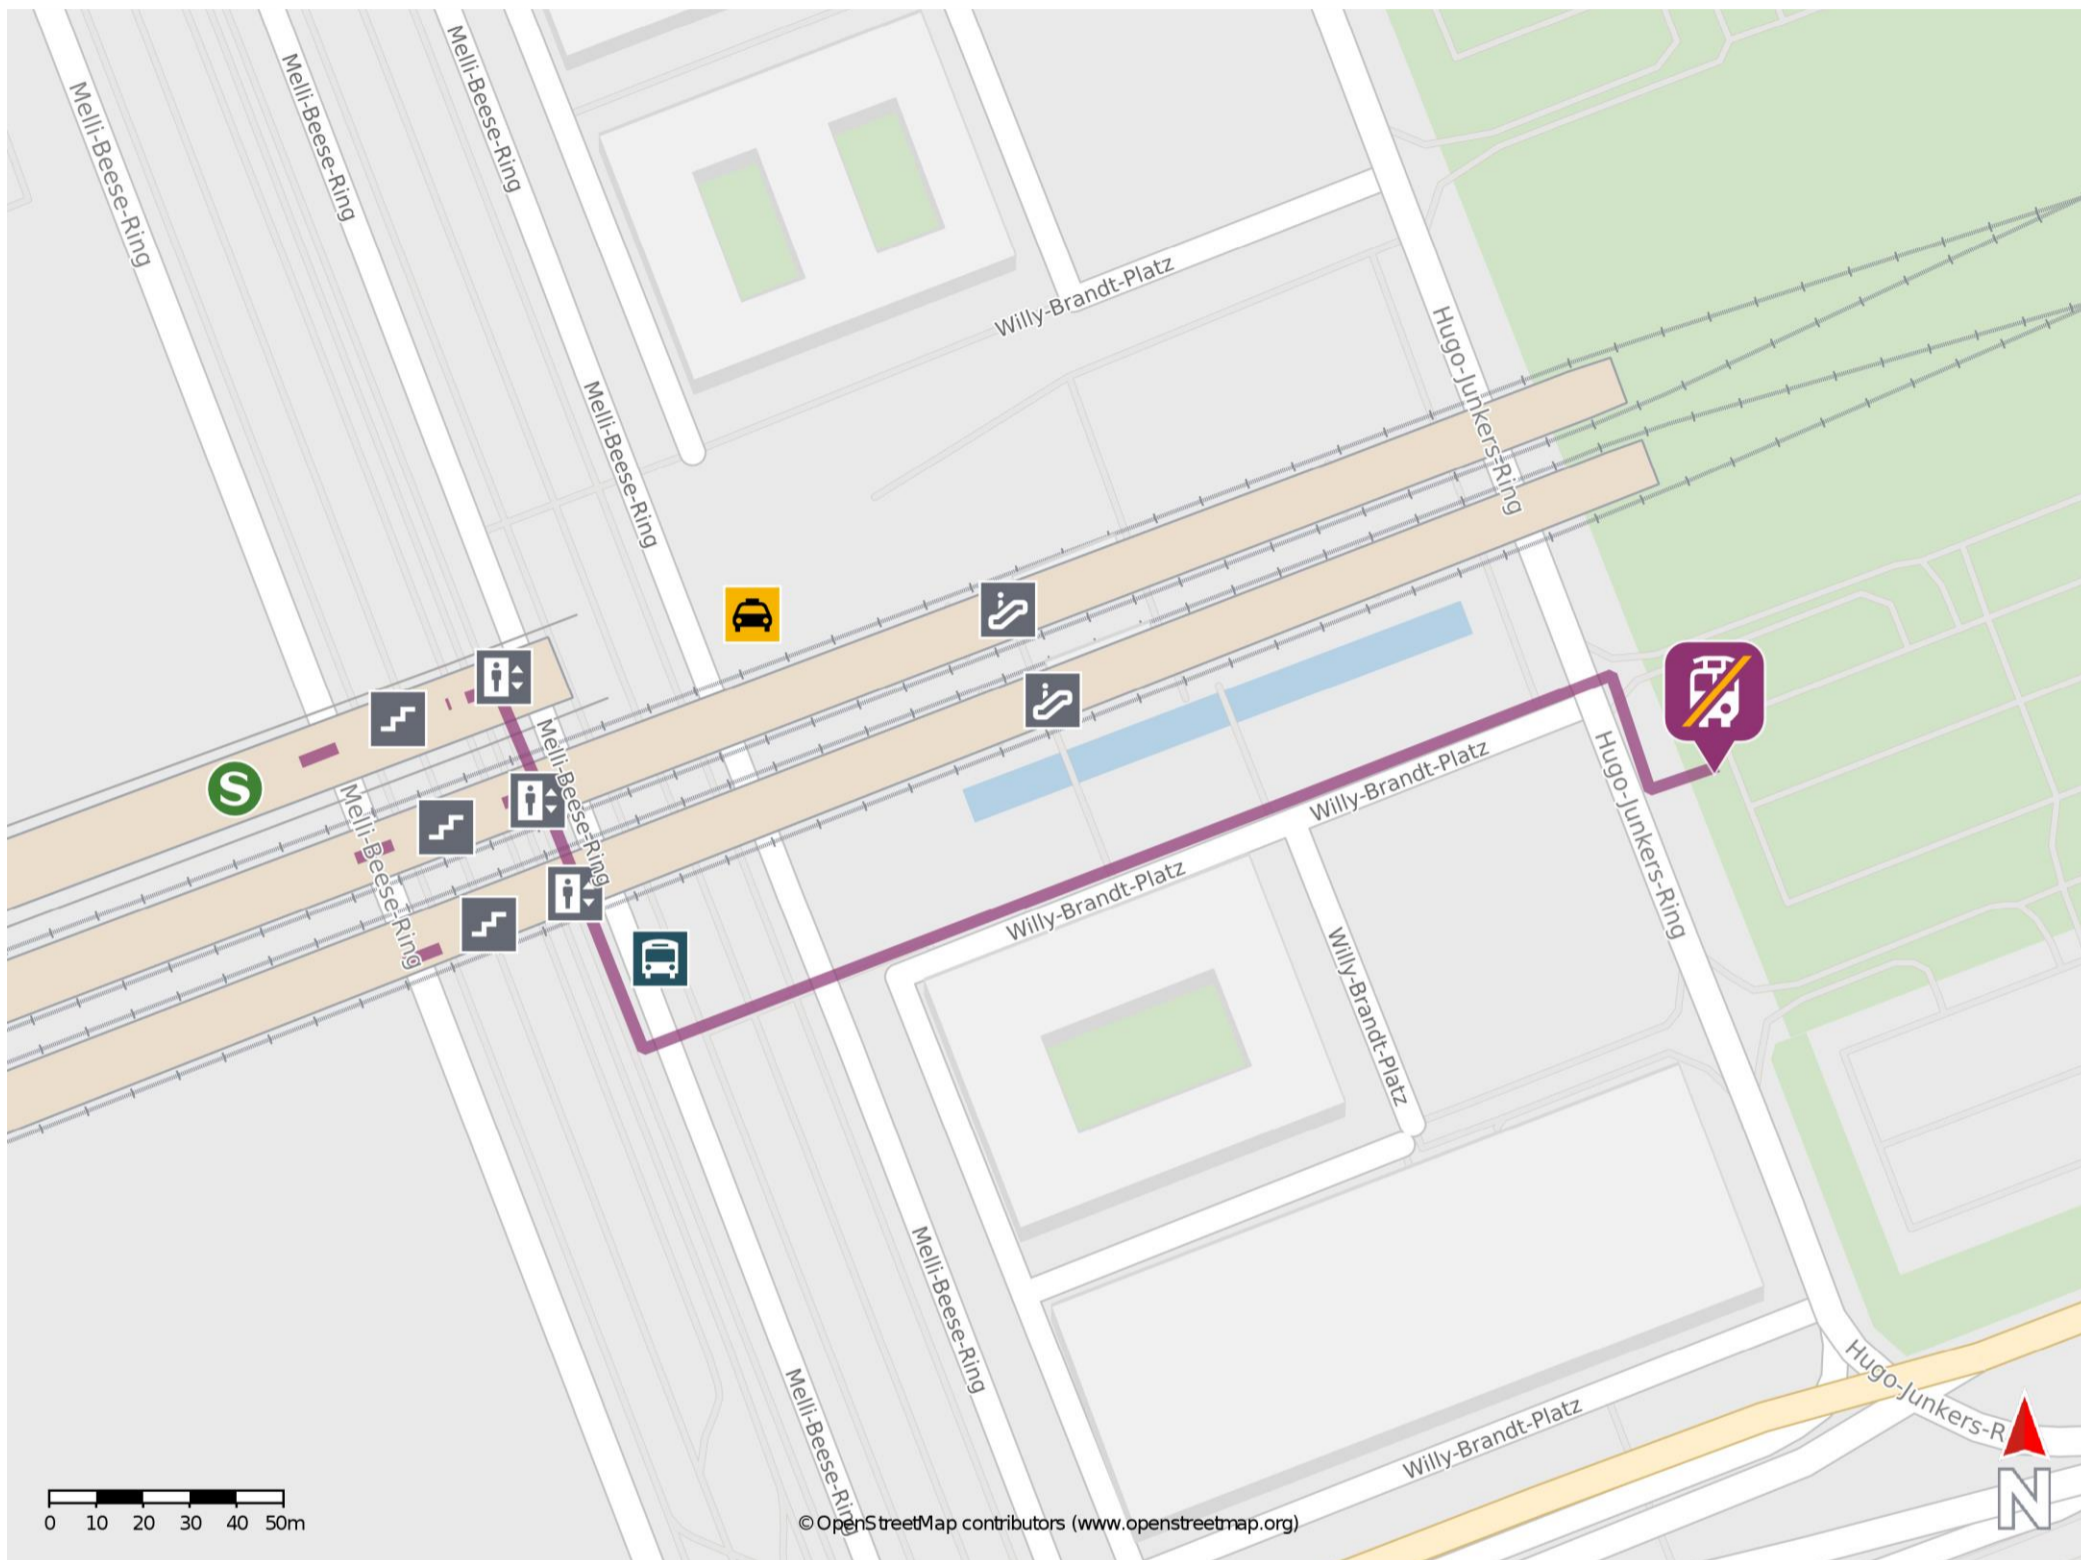 Melli-Beese-Ring
Melli-Beese-Ring
Melli-Beese-Ring
Willy-Brandt-Platz
Hugo-Junkers-Ring
Melli-Beese-Ring
S
Melli-Beese-Ring
Melli-Beese-Ring
Willy-Brandt-Platz
Hugo-Junkers-Ring
Willy-Brandt-Platz
Willy-Brandt-Platz
Melli-Beese-Ring
Melli-Beese-Ring
Hugo-Junkers-R
Willy-Brandt-Platz
N
0 10 20 30 40 50m
© OpenStreetMap contributors (www.openstreetmap.org)